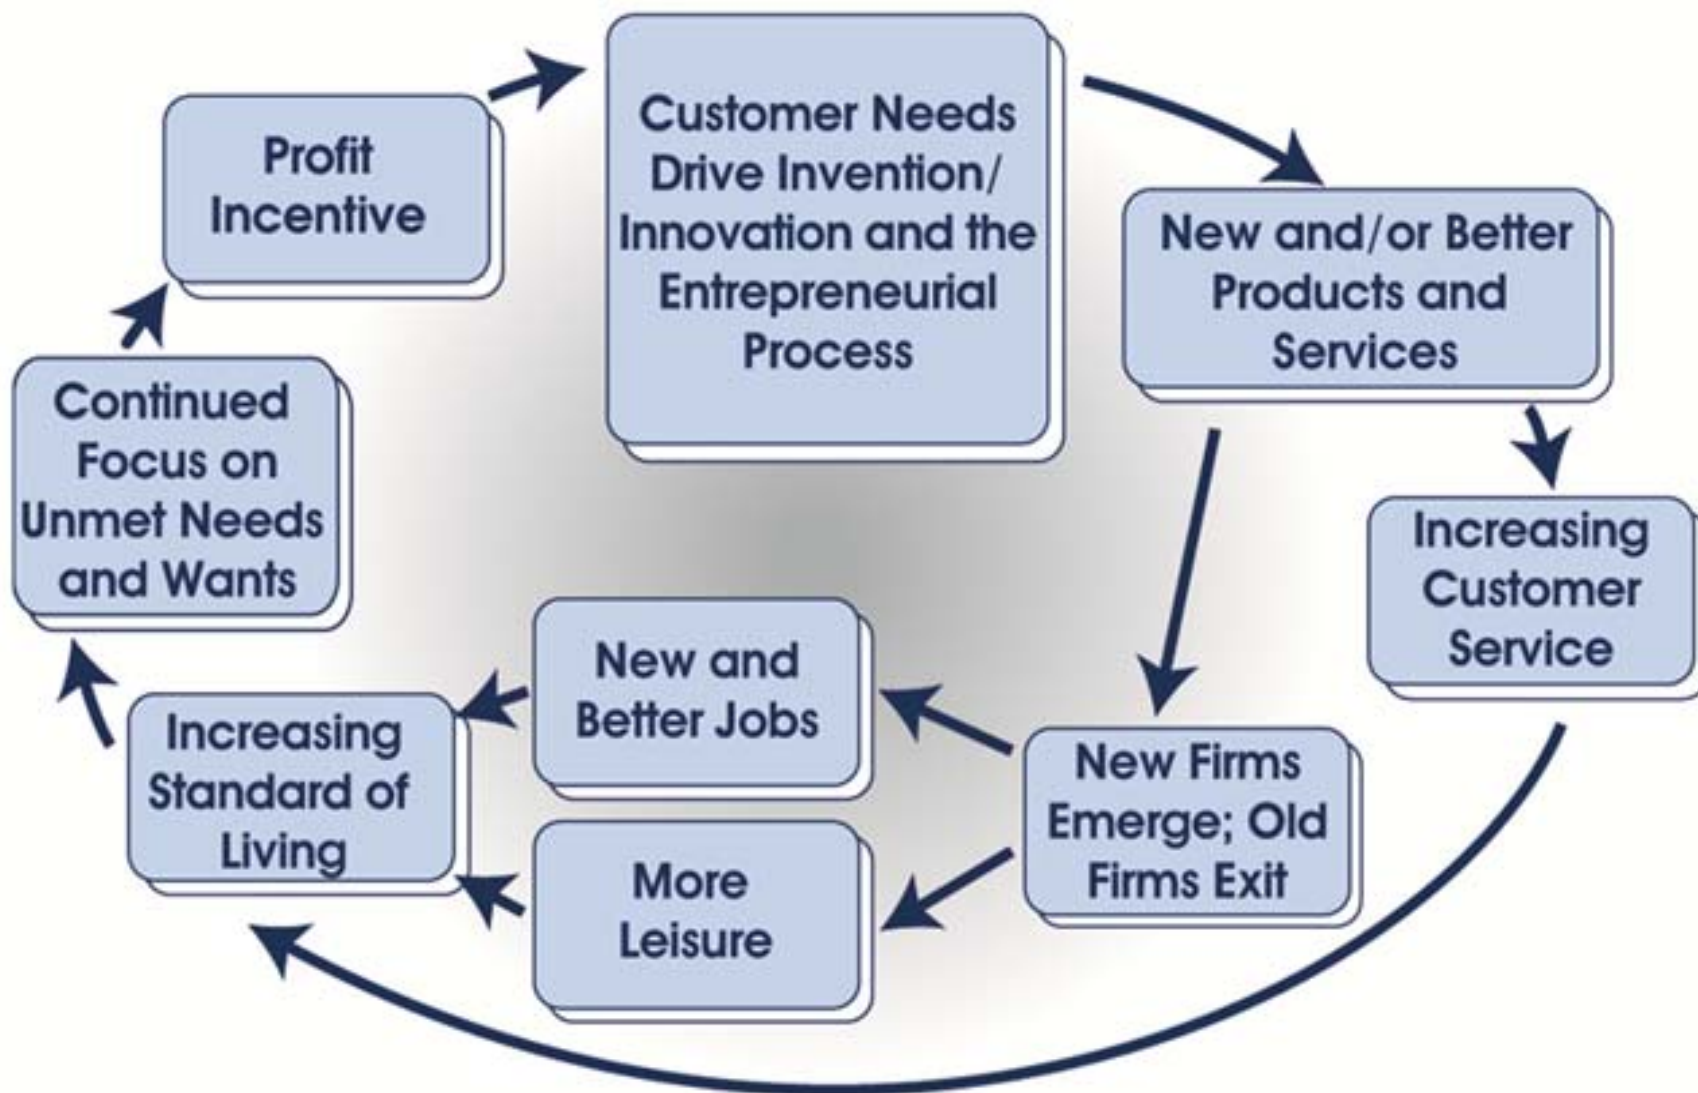 Customer Needs
Drive Invention/
Innovation and the
Entrepreneurial
Process
New and/or Better
Products and
Services
Increasing
Customer
Service
New Firms
Emerge; Old
Firms Exit
New and
Better Jobs
More
Leisure
Increasing
Standard of
Living
Continued
Focus on
Unmet Needs
and Wants
Profit
Incentive